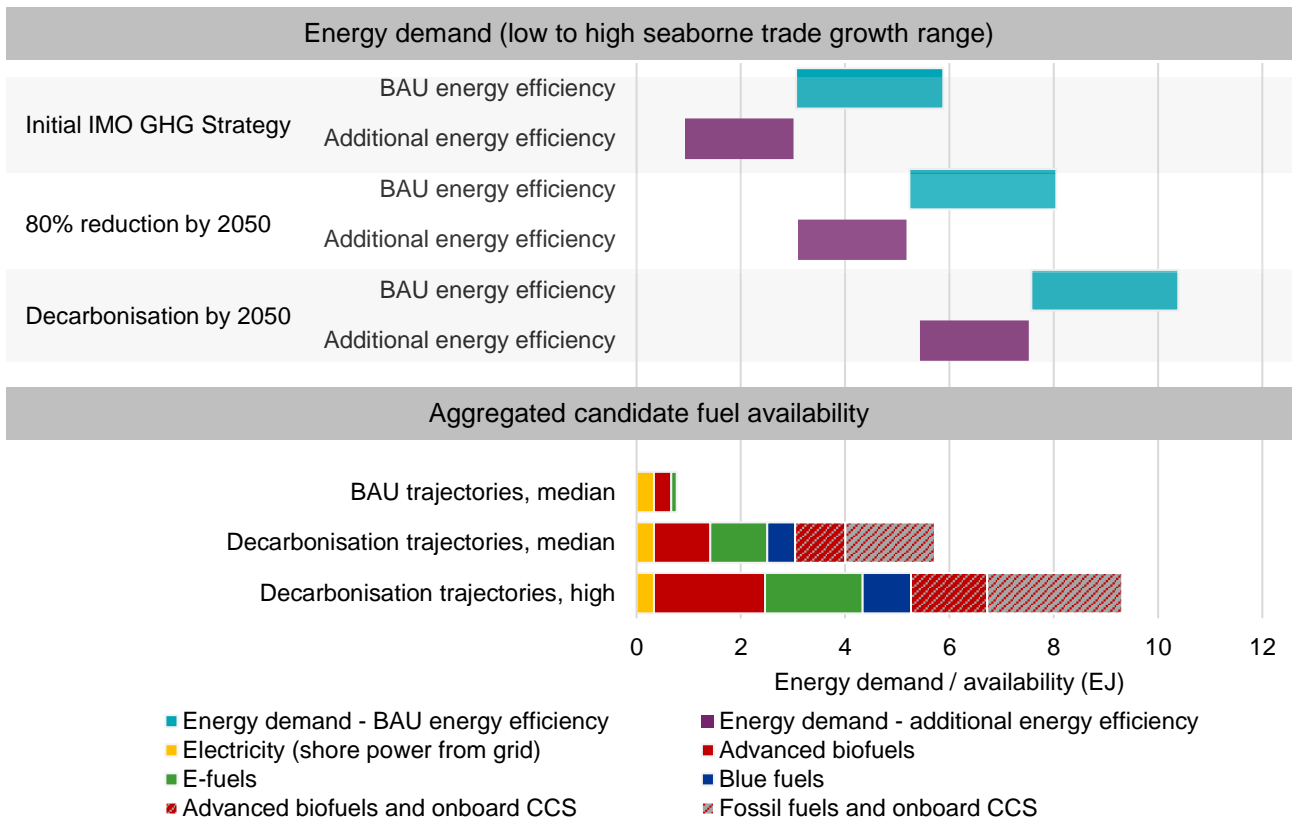 Energy demand (low to high seaborne trade growth range)
Initial IMO GHG Strategy
BAU energy efficiency
Additional energy efficiency
80% reduction by 2050
BAU energy efficiency
Additional energy efficiency
Decarbonisation by 2050
BAU energy efficiency
Additional energy efficiency
Aggregated candidate fuel availability
BAU trajectories, median
Decarbonisation trajectories, median
Decarbonisation trajectories, high
0 2 4 6 8 10 12
Energy demand / availability (EJ)
Energy demand - BAU energy efficiency
Energy demand - additional energy efficiency
Electricity (shore power from grid)
Advanced biofuels
E-fuels
Blue fuels
Advanced biofuels and onboard CCS
Fossil fuels and onboard CCS